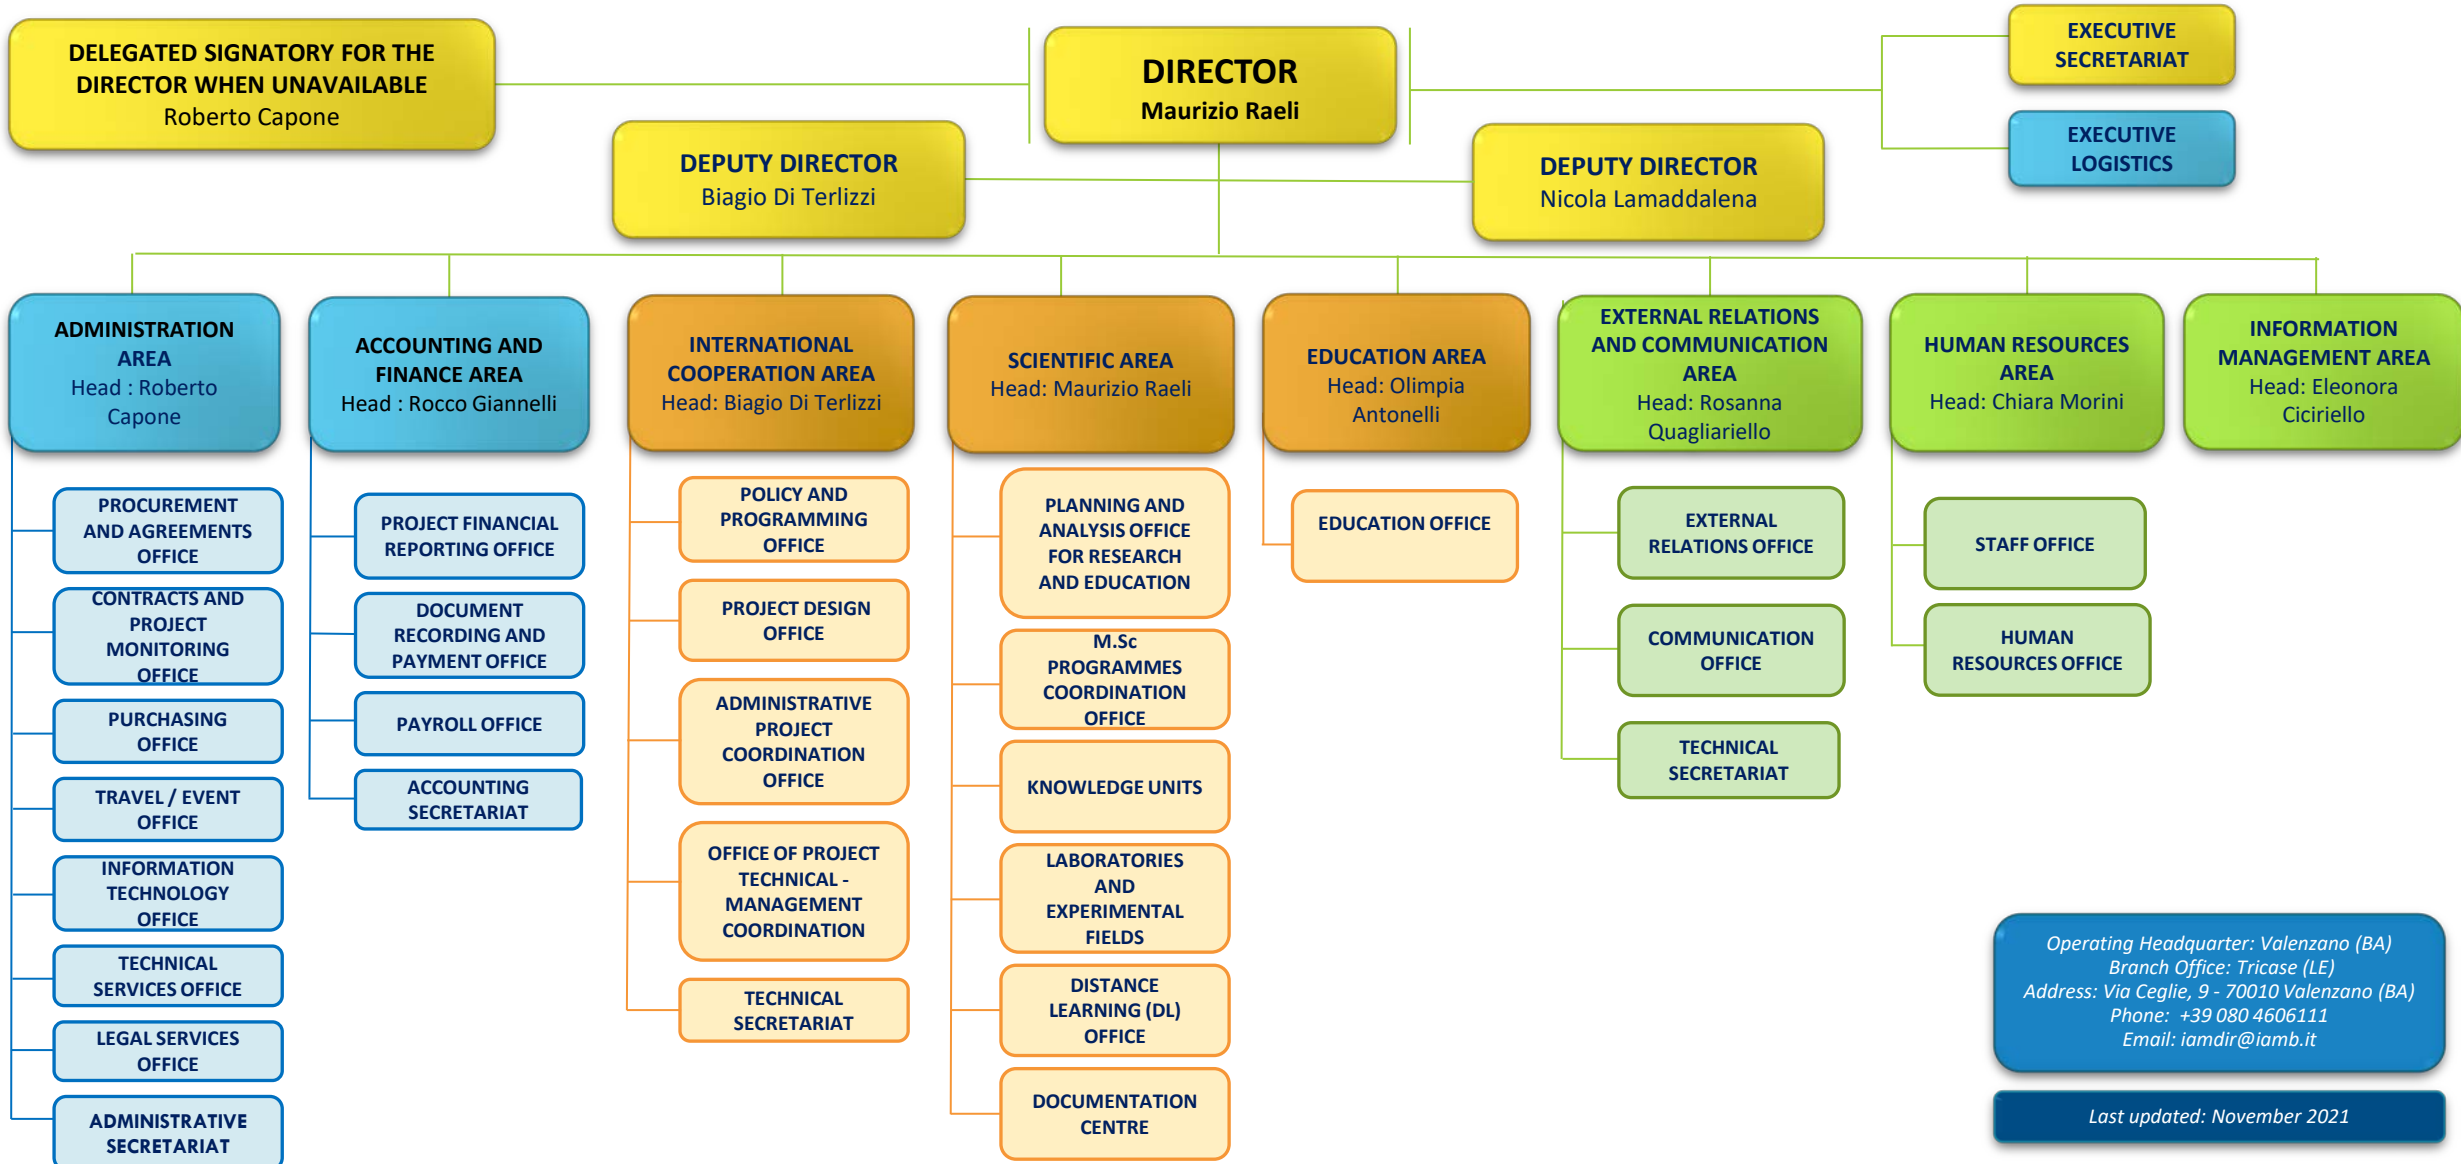 DELEGATED SIGNATORY FOR THE
DIRECTOR WHEN UNAVAILABLE
Roberto Capone
DIRECTOR
Maurizio Raeli
EXECUTIVE
SECRETARIAT
EXECUTIVE
LOGISTICS
DEPUTY DIRECTOR
Biagio Di Terlizzi
DEPUTY DIRECTOR
Nicola Lamaddalena
ADMINISTRATION
AREA
Head : Roberto
Capone
PROCUREMENT
AND AGREEMENTS
OFFICE
CONTRACTS AND
PROJECT
MONITORING
OFFICE
PURCHASING
OFFICE
TRAVEL / EVENT
OFFICE
INFORMATION
TECHNOLOGY
OFFICE
TECHNICAL
SERVICES OFFICE
LEGAL SERVICES
OFFICE
ADMINISTRATIVE
SECRETARIAT
ACCOUNTING AND
FINANCE AREA
Head : Rocco Giannelli
PROJECT FINANCIAL
REPORTING OFFICE
DOCUMENT
RECORDING AND
PAYMENT OFFICE
PAYROLL OFFICE
ACCOUNTING
SECRETARIAT
INTERNATIONAL
COOPERATION AREA
Head: Biagio Di Terlizzi
POLICY AND
PROGRAMMING
OFFICE
PROJECT DESIGN
OFFICE
ADMINISTRATIVE
PROJECT
COORDINATION
OFFICE
OFFICE OF PROJECT
TECHNICAL -
MANAGEMENT
COORDINATION
TECHNICAL
SECRETARIAT
SCIENTIFIC AREA
Head: Maurizio Raeli
PLANNING AND
ANALYSIS OFFICE
FOR RESEARCH
AND EDUCATION
M.Sc
PROGRAMMES
COORDINATION
OFFICE
KNOWLEDGE UNITS
LABORATORIES
AND
EXPERIMENTAL
FIELDS
DISTANCE
LEARNING (DL)
OFFICE
DOCUMENTATION
CENTRE
EDUCATION AREA
Head: Olimpia
Antonelli
EDUCATION OFFICE
EXTERNAL RELATIONS
AND COMMUNICATION
AREA
Head: Rosanna
Quagliariello
EXTERNAL
RELATIONS OFFICE
COMMUNICATION
OFFICE
TECHNICAL
SECRETARIAT
HUMAN RESOURCES
AREA
Head: Chiara Morini
STAFF OFFICE
HUMAN
RESOURCES OFFICE
INFORMATION
MANAGEMENT AREA
Head: Eleonora
Ciciriello
Operating Headquarter: Valenzano (BA)
Branch Office: Tricase (LE)
Address: Via Ceglie, 9 - 70010 Valenzano (BA)
Phone: +39 080 4606111
Email: iamdir@iamb.it
Last updated: November 2021